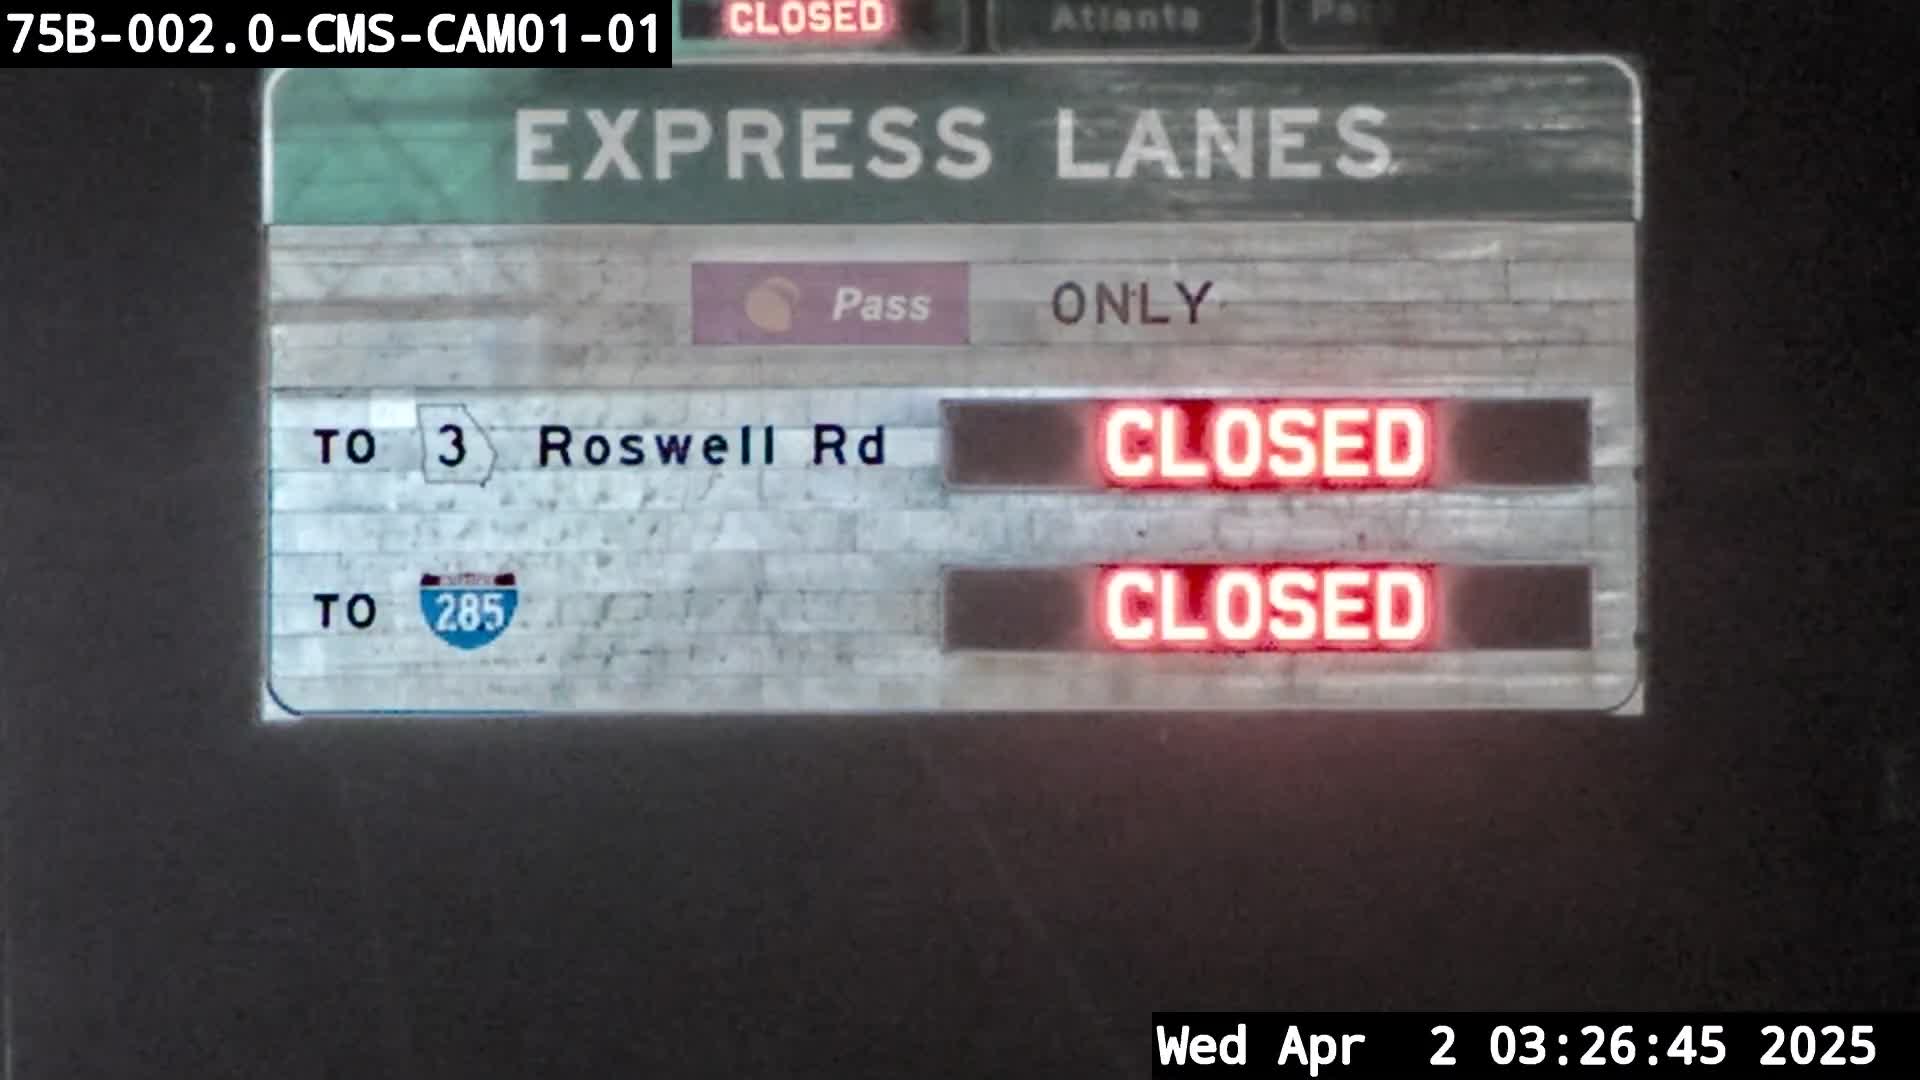 75B-002.0-CMS-CAM01-01
CLOSED
Atlanta
EXPRESS LANES
Pass ONLY
TO 3 Roswell Rd CLOSED
TO 285 CLOSED
Wed Apr 2 03:26:45 2025